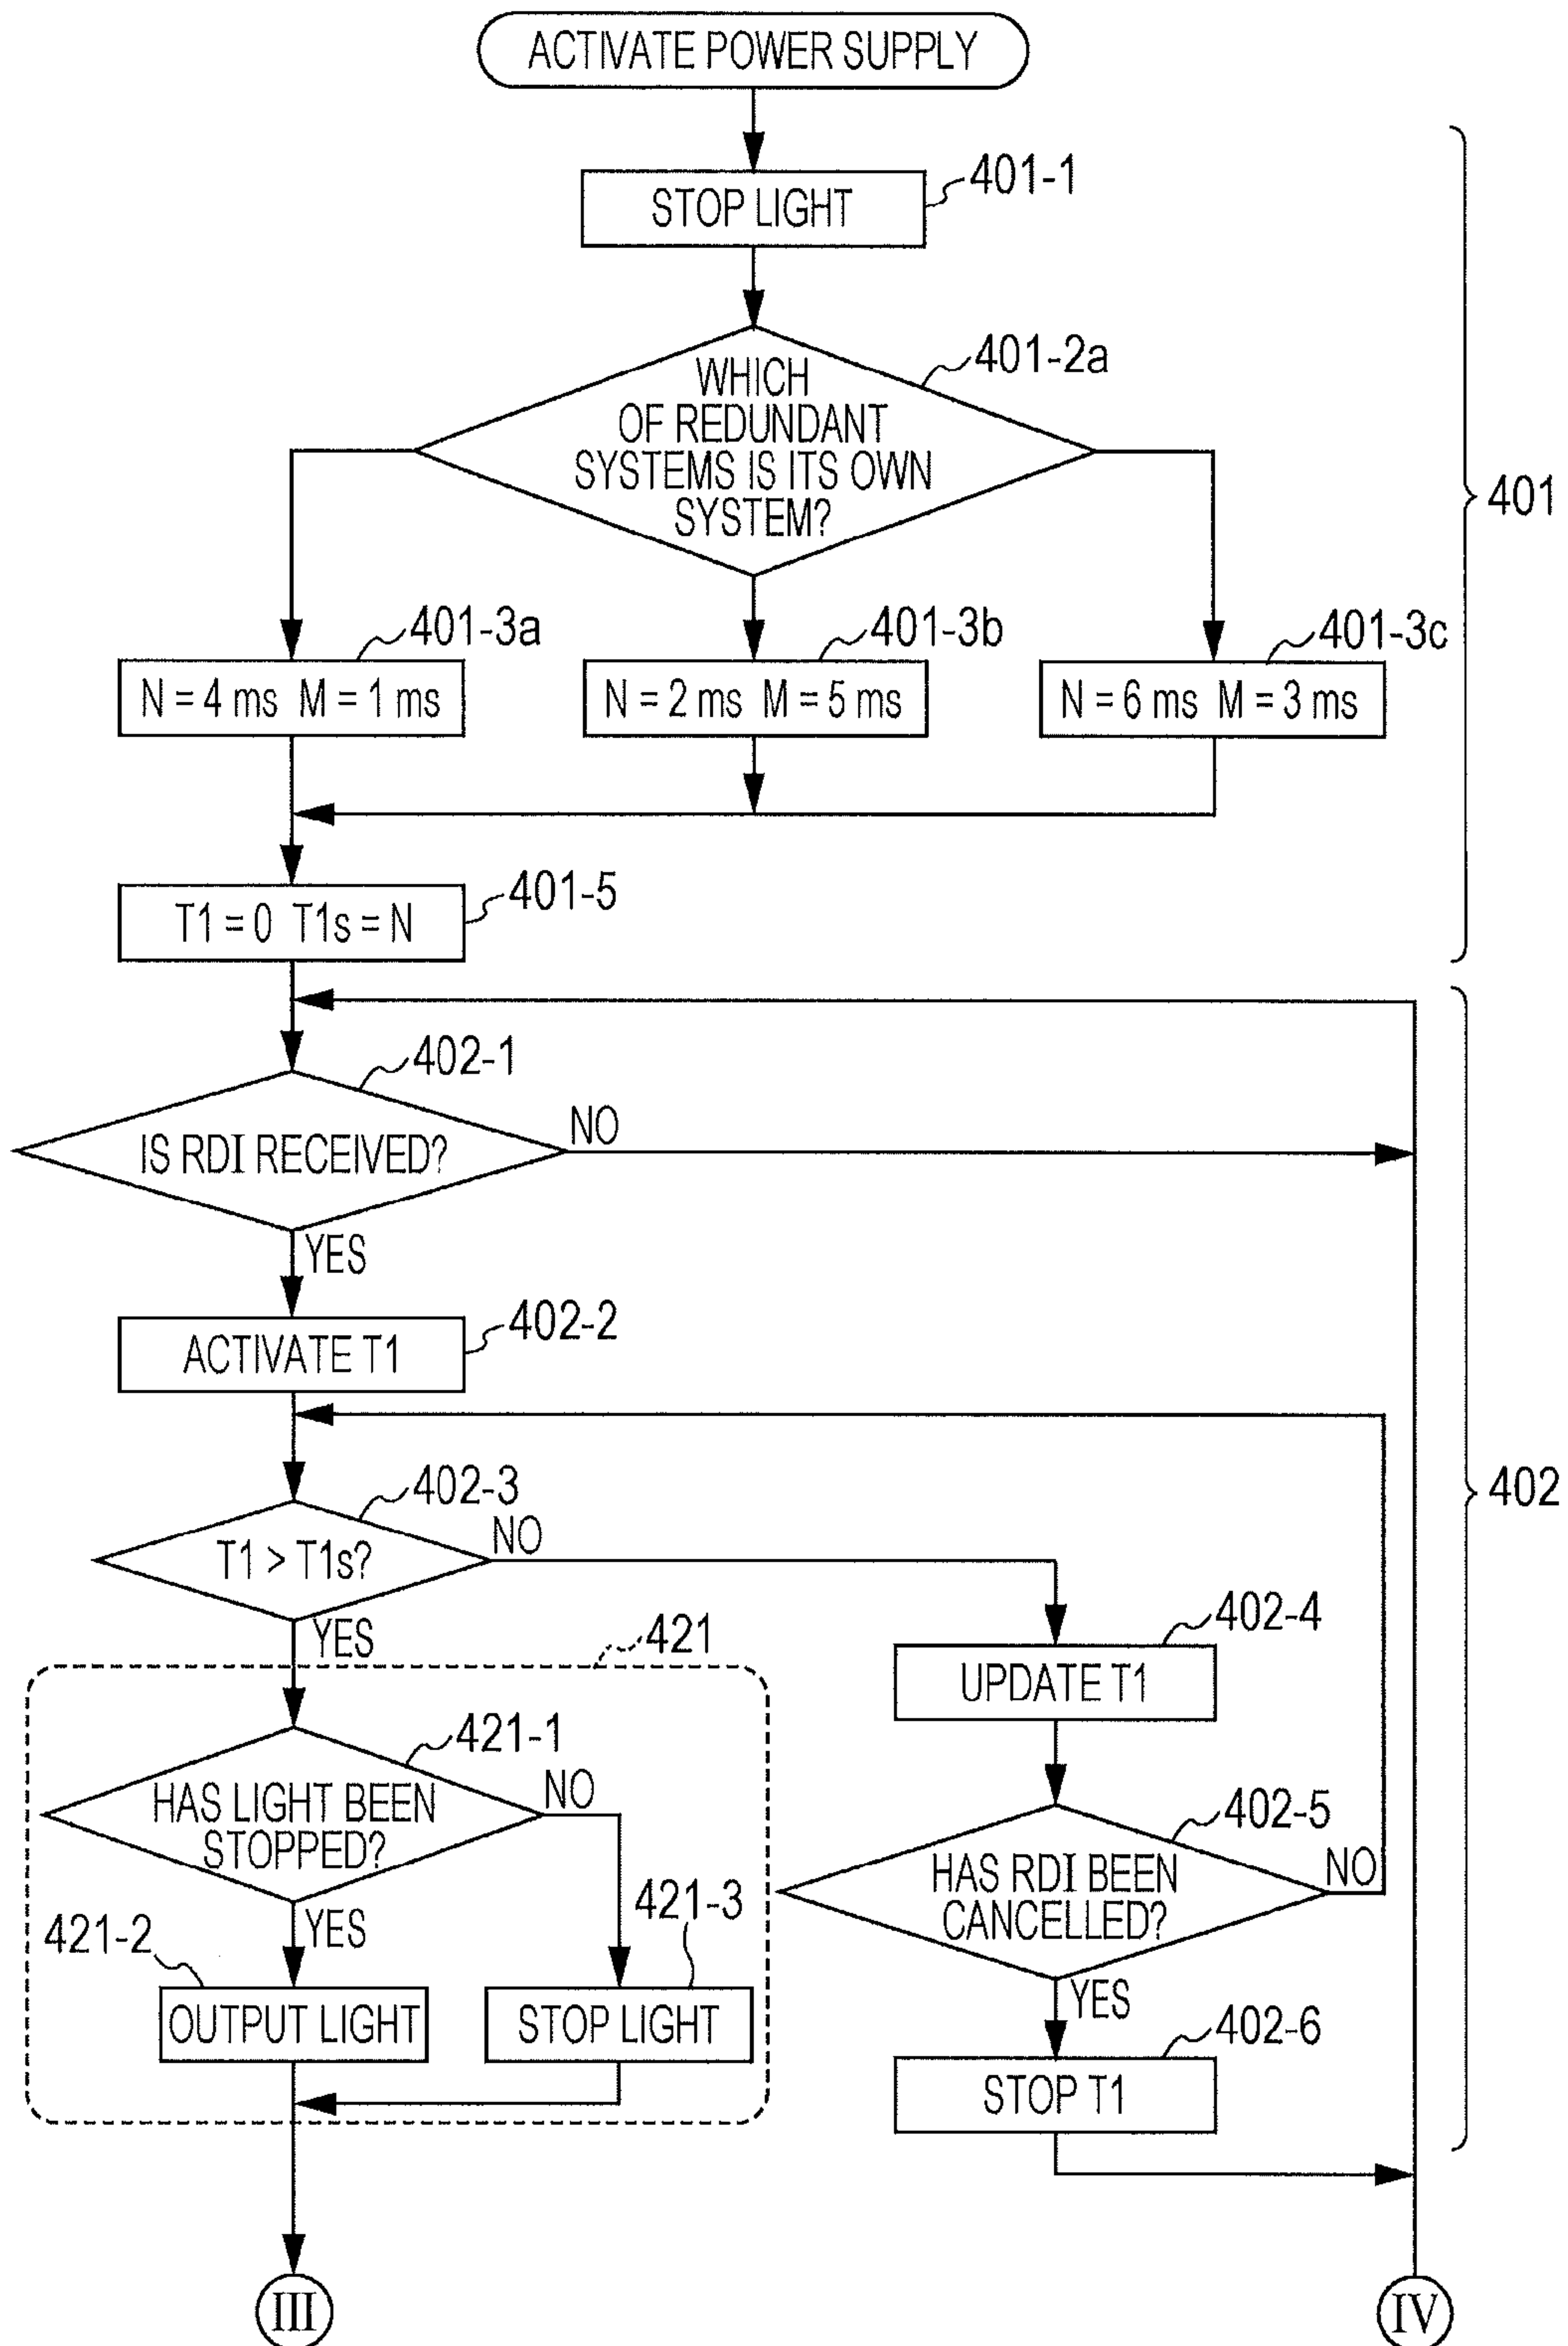 ACTIVATE POWER SUPPLY
401-1
STOP LIGHT
401-2a
WHICH
OF REDUNDANT
SYSTEMS IS ITS OWN
SYSTEM?
401
401-3a
401-3b
401-3c
N = 4 ms M = 1 ms
N = 2 ms M = 5 ms
N = 6 ms M = 3 ms
401-5
T1 = 0 T1s = N
402-1
IS RDI RECEIVED?
NO
YES
402-2
ACTIVATE T1
402-3
T1 > T1s?
NO
YES
402
402-4
UPDATE T1
421
421-1
HAS LIGHT BEEN
STOPPED?
NO
YES
402-5
HAS RDI BEEN
CANCELLED?
NO
YES
421-2
OUTPUT LIGHT
421-3
STOP LIGHT
402-6
STOP T1
III
IV